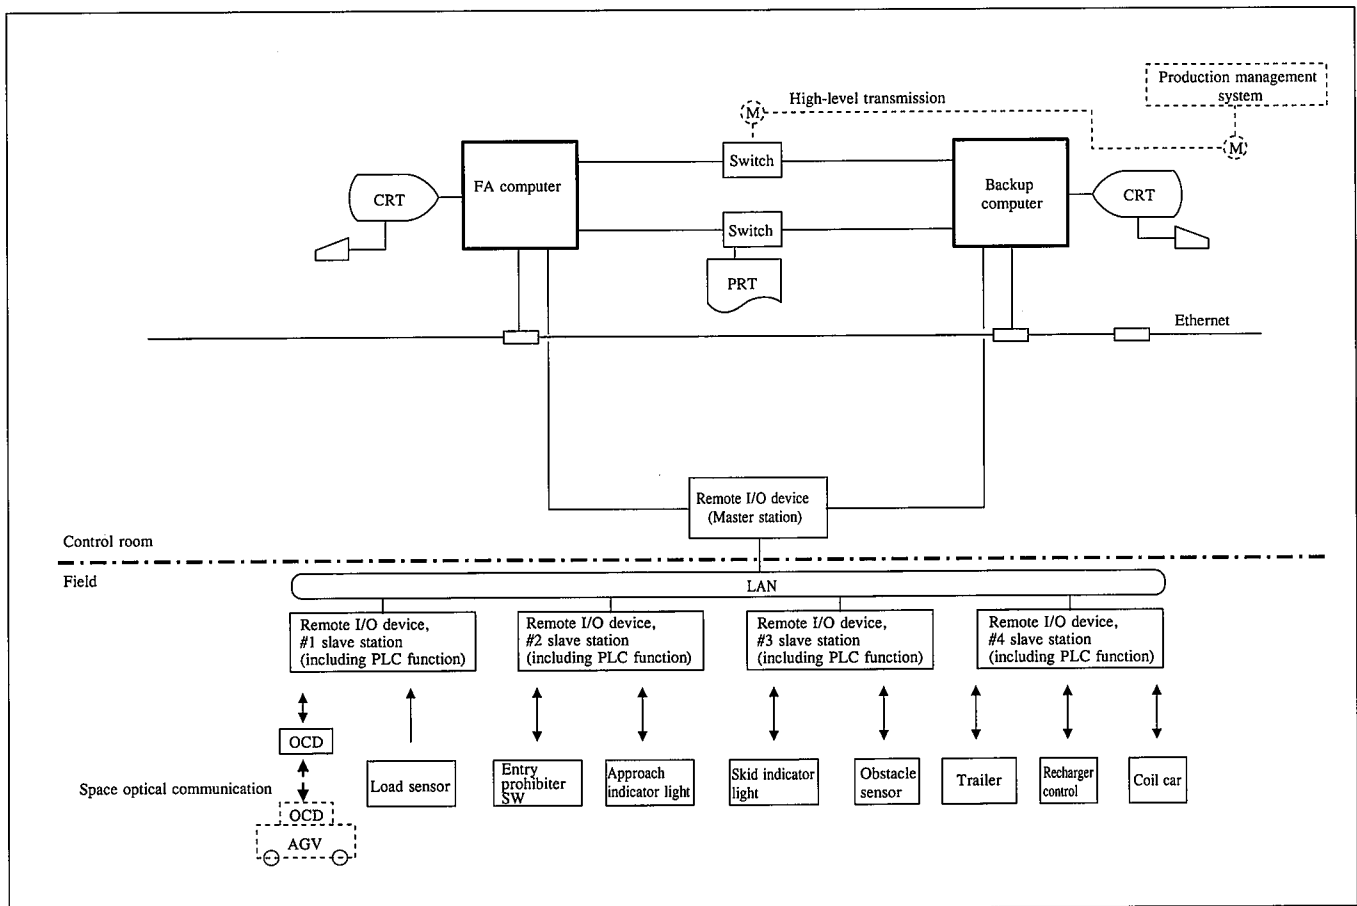 Production management
system
High-level transmission
M
M
Switch
FA computer
Backup
computer
CRT
CRT
Switch
PRT
Ethernet
Remote I/O device
(Master station)
Control room
Field
LAN
Remote I/O device,
#1 slave station
(including PLC function)
Remote I/O device,
#2 slave station
(including PLC function)
Remote I/O device,
#3 slave station
(including PLC function)
Remote I/O device,
#4 slave station
(including PLC function)
OCD
Space optical communication
OCD
AGV
Load sensor
Entry
prohibiter
SW
Approach
indicator light
Skid indicator
light
Obstacle
sensor
Trailer
Recharger
control
Coil car